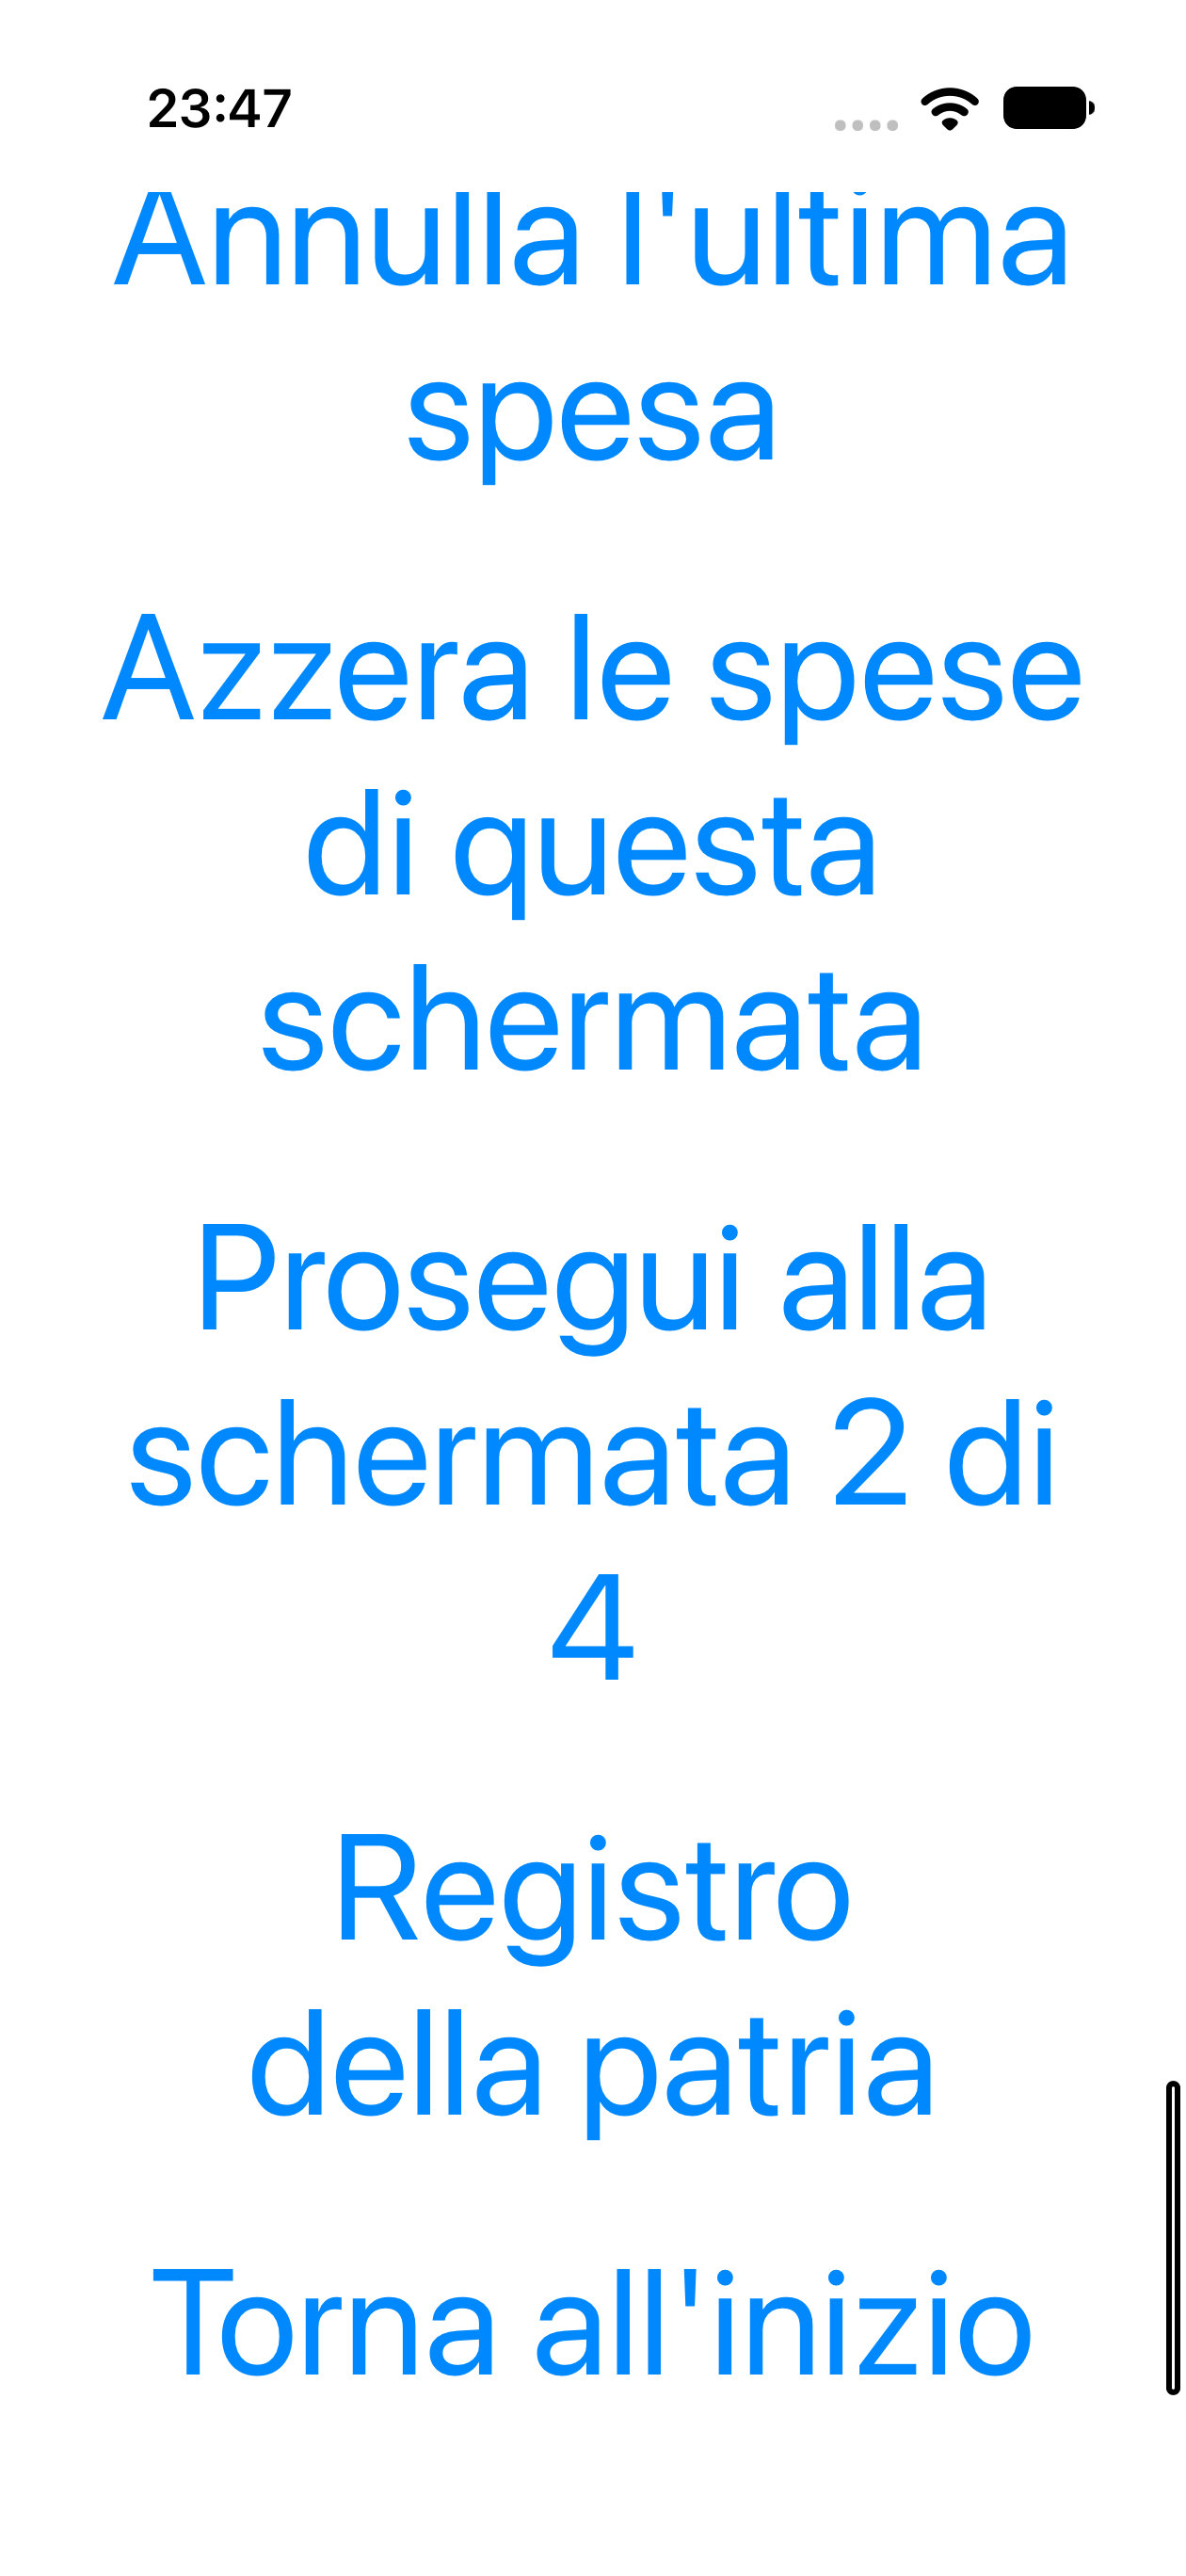 23:47
Annulla l'ultima
spesa
Azzera le spese
di questa
schermata
Prosegui alla
schermata 2 di
4
Registro
della patria
Torna all'inizio